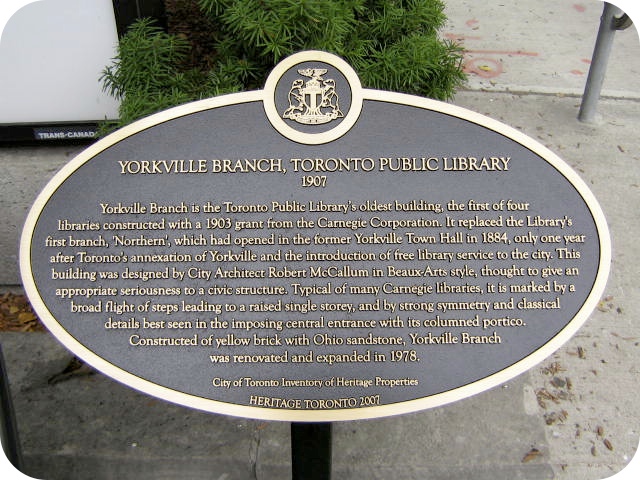 TRANS-CANADA
YORKVILLE BRANCH, TORONTO PUBLIC LIBRARY
1907
Yorkville Branch is the Toronto Public Library's oldest building, the first of four
libraries constructed with a 1903 grant from the Carnegie Corporation. It replaced the Library's
first branch, 'Northern', which had opened in the former Yorkville Town Hall in 1884, only one year
after Toronto's annexation of Yorkville and the introduction of free library service to the city. This
building was designed by City Architect Robert McCallum in Beaux-Arts style, thought to give an
appropriate seriousness to a civic structure. Typical of many Carnegie libraries, it is marked by a
broad flight of steps leading to a raised single storey, and by strong symmetry and classical
details best seen in the imposing central entrance with its columned portico.
Constructed of yellow brick with Ohio sandstone, Yorkville Branch
was renovated and expanded in 1978.
City of Toronto Inventory of Heritage Properties
HERITAGE TORONTO 2007